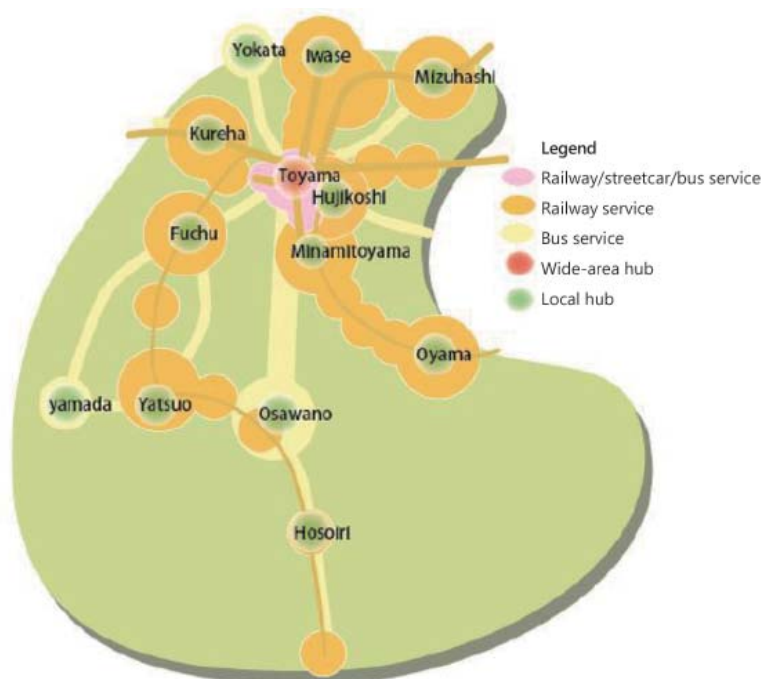 Yokata
Iwase
Mizuhashi
Kureha
Toyama
Hujikoshi
Fuchu
Minamitoyama
Oyama
yamada
Yatsuo
Osawano
Hosoiri
Legend
Railway/streetcar/bus service
Railway service
Bus service
Wide-area hub
Local hub